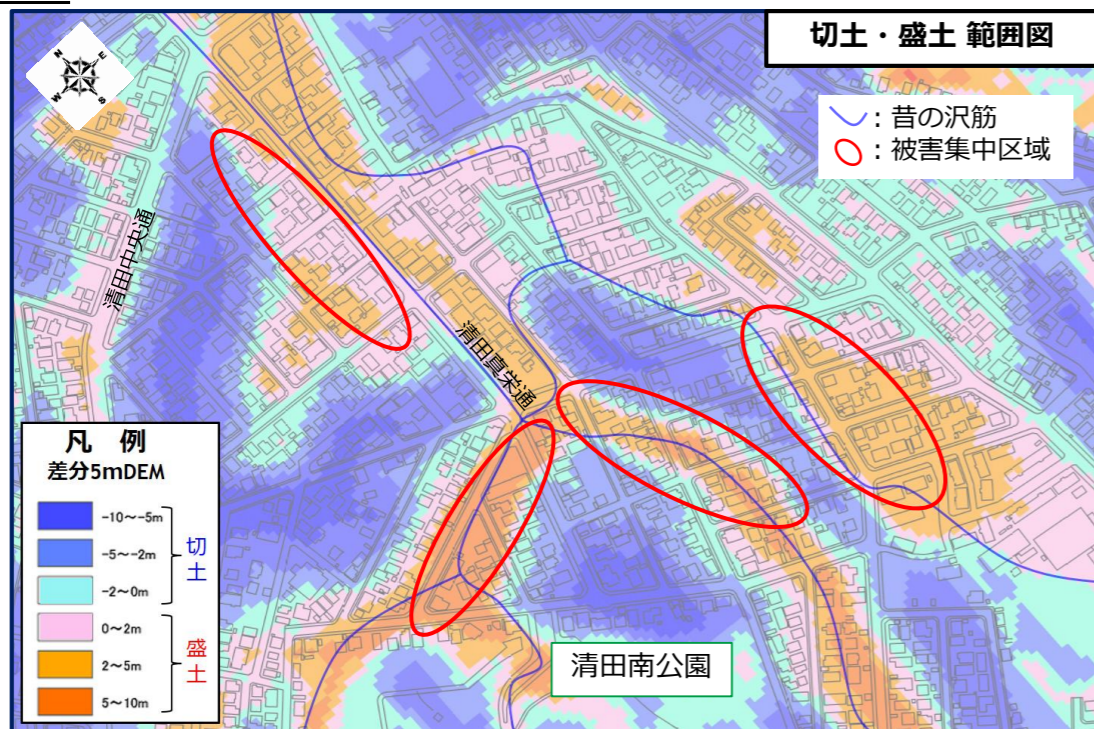 切土・盛土 範囲図
N
E
W
S
：昔の沢筋
：被害集中区域
清田中央通
清田真栄通
清田南公園
凡 例
差分5mDEM
-10～-5m
-5～-2m
-2～0m
切土
0～2m
2～5m
5～10m
盛土